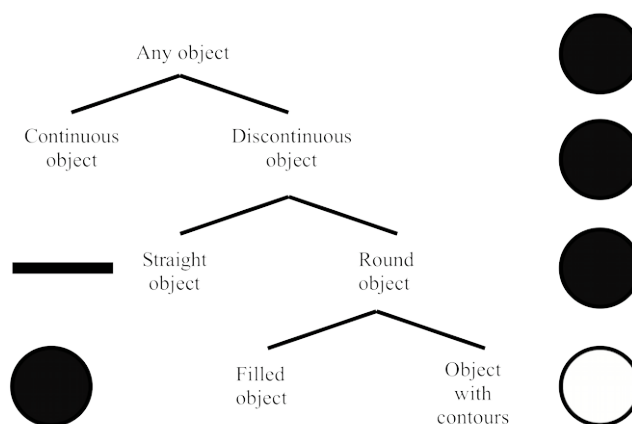 Any object
Continuous
object
Discontinuous
object
Straight
object
Round
object
Filled
object
Object
with
contours